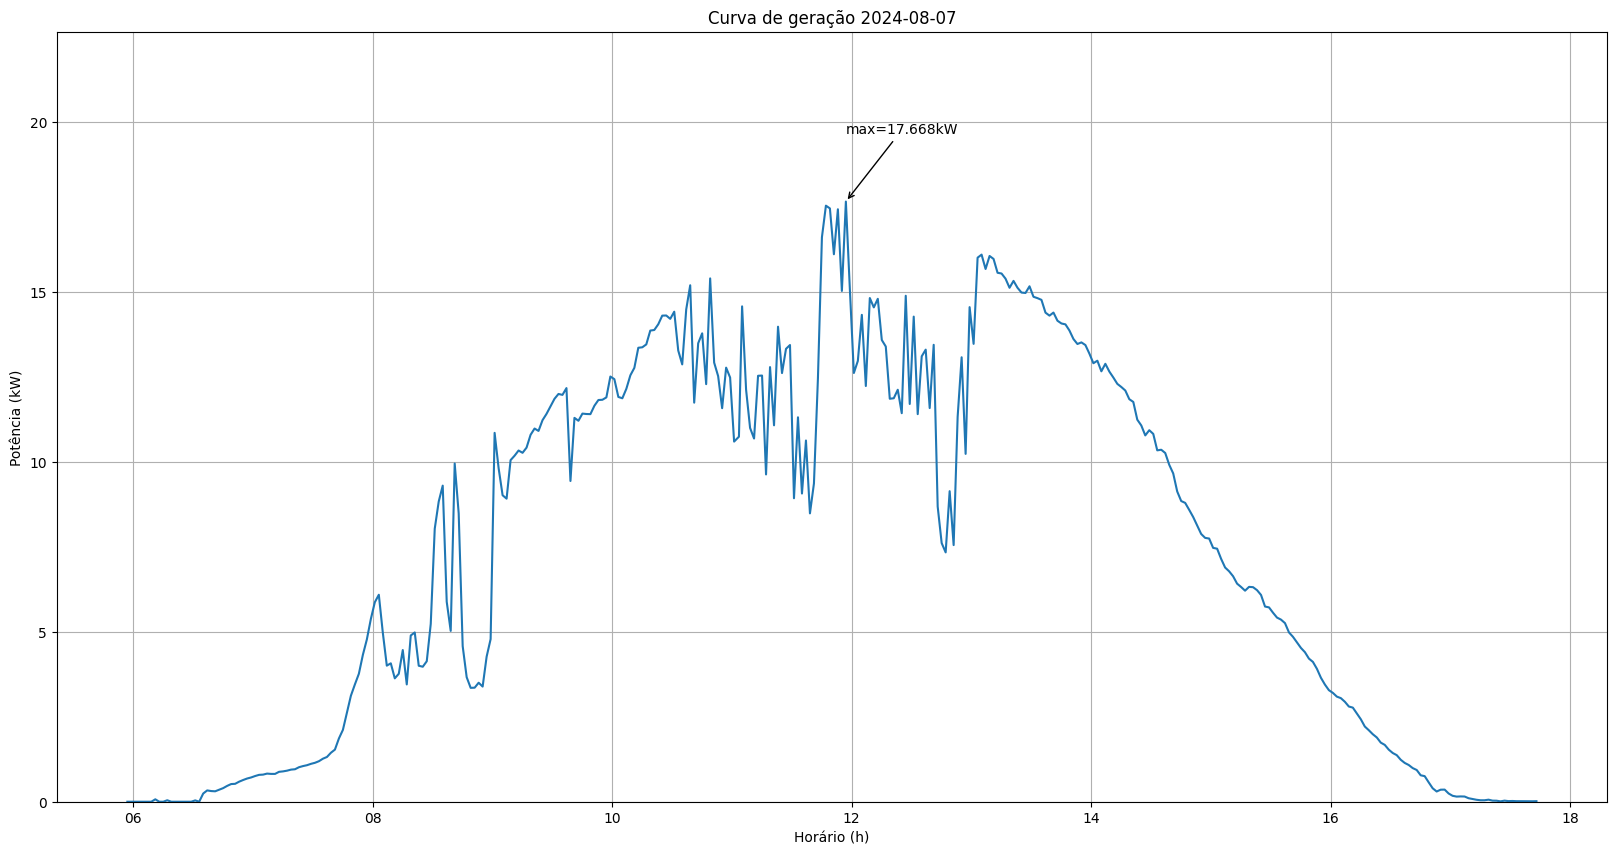 Curva de geração 2024-08-07
Potência (kW)
20
15
10
5
0
max=17.668kW
06 08 10 12 14 16 18
Horário (h)